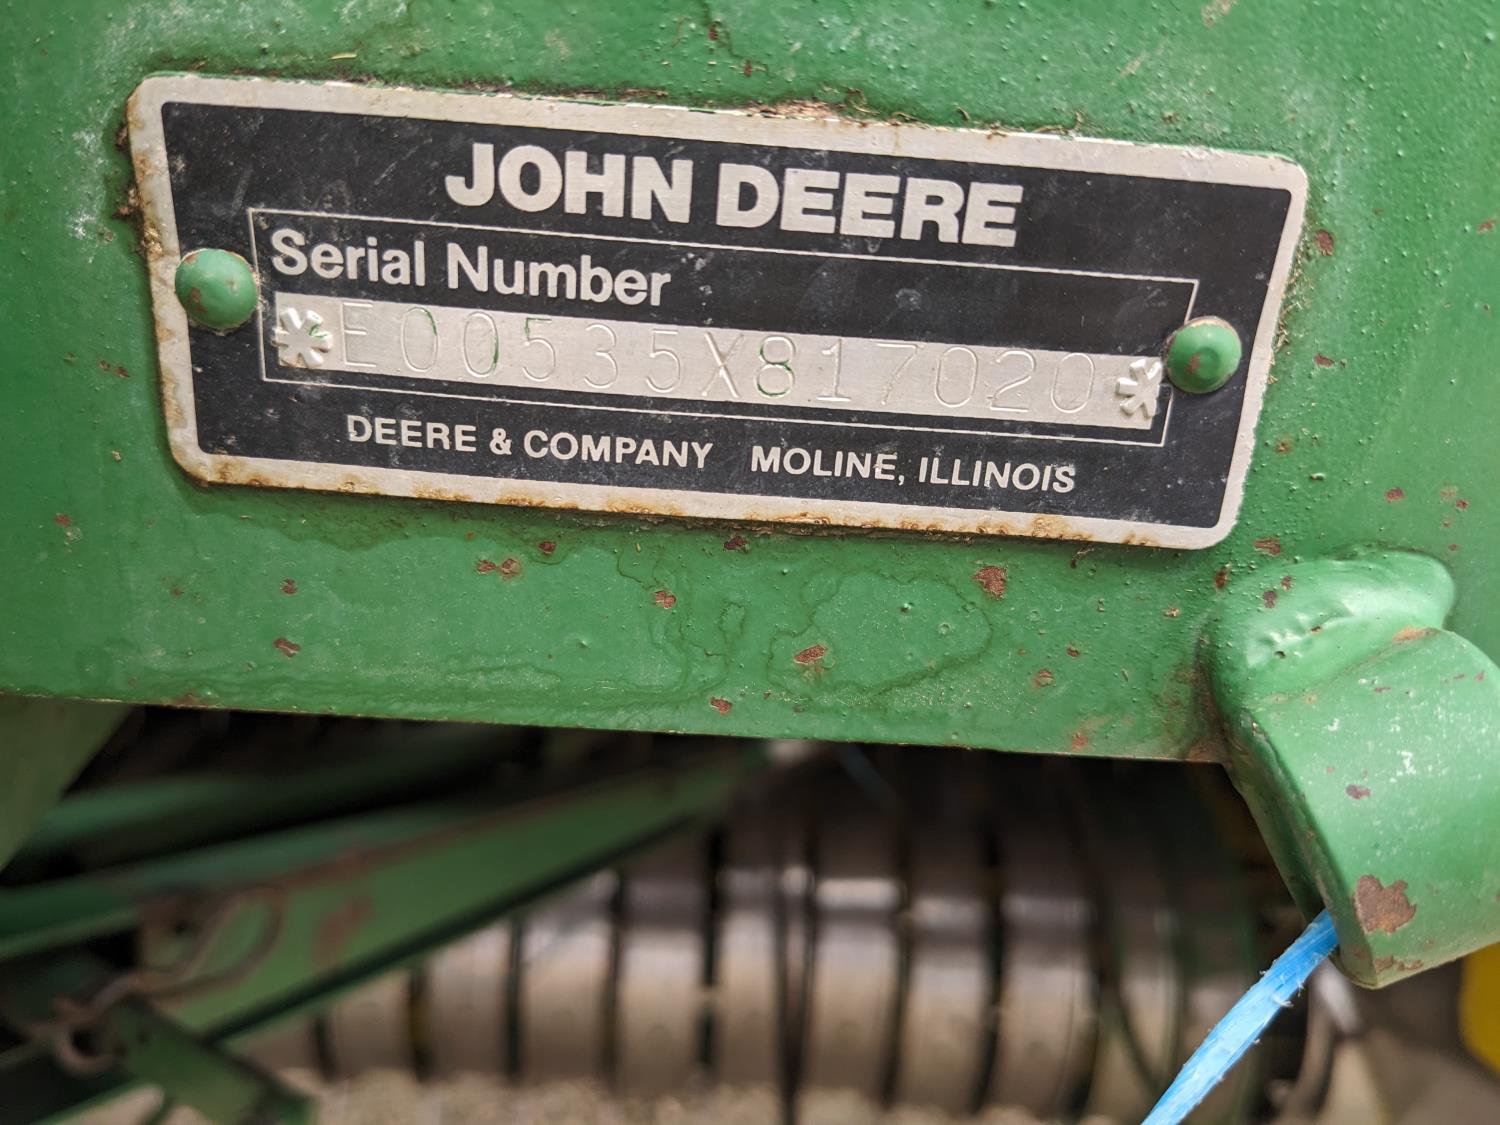 JOHN DEERE
Serial Number
*E00535X817020*
DEERE & COMPANY MOLINE, ILLINOIS